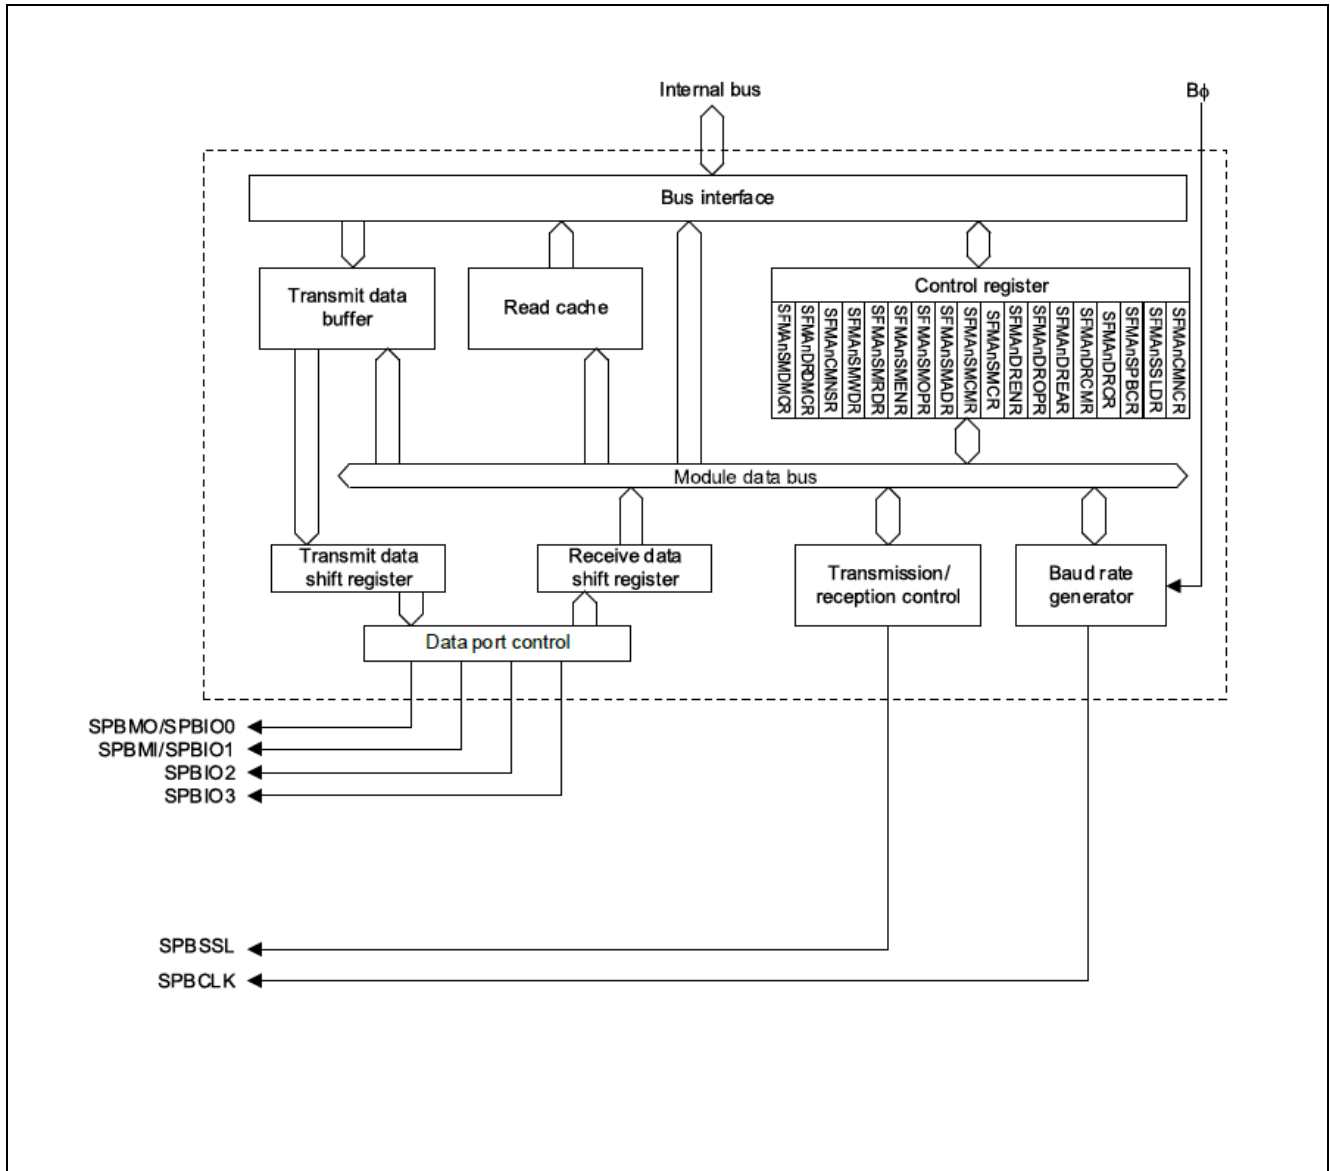 Internal bus
Bϕ
Bus interface
Transmit data
buffer
Read cache
Control register
SFMAnSMDMCR
SFMAnDRDMCR
SFMAnCMNSR
SFMAnSMWDR
SFMAnSMRDR
SFMAnSMENR
SFMAnSMOPR
SFMAnSMADR
SFMAnSMCMR
SFMAnSMCR
SFMAnDRENR
SFMAnDROPR
SFMAnDREAR
SFMAnDRCMR
SFMAnDRCR
SFMAnSPBCR
SFMAnSSLDR
SFMAnCMNCR
Module data bus
Transmit data
shift register
Receive data
shift register
Transmission/
reception control
Baud rate
generator
Data port control
SPBMO/SPBIO0
SPBMI/SPBIO1
SPBIO2
SPBIO3
SPBSSL
SPBCLK